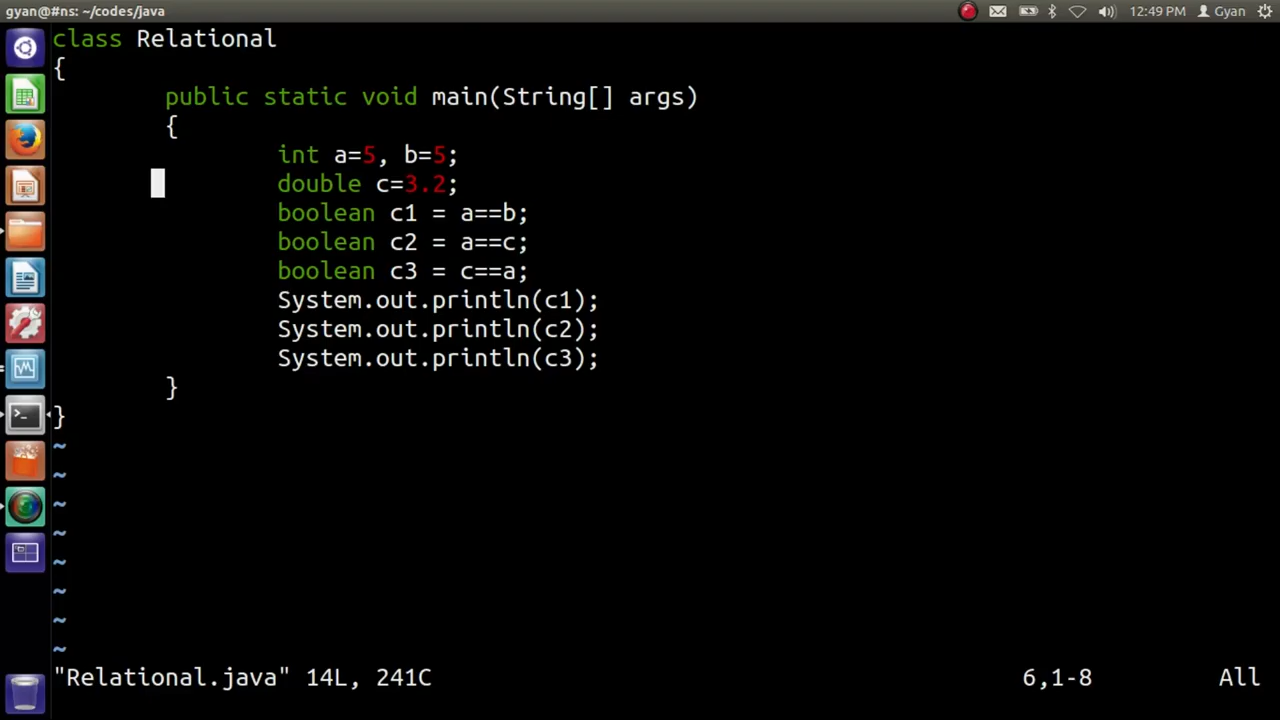 gyan@#ns: ~/codes/java 12:49 PM Gyan
class Relational
{
public static void main(String[] args)
{
int a=5, b=5;
double c=3.2;
boolean c1 = a==b;
boolean c2 = a==c;
boolean c3 = c==a;
System.out.println(c1);
System.out.println(c2);
System.out.println(c3);
}
}
~
~
~
~
~
~
~
~
"Relational.java" 14L, 241C 6,1-8 All